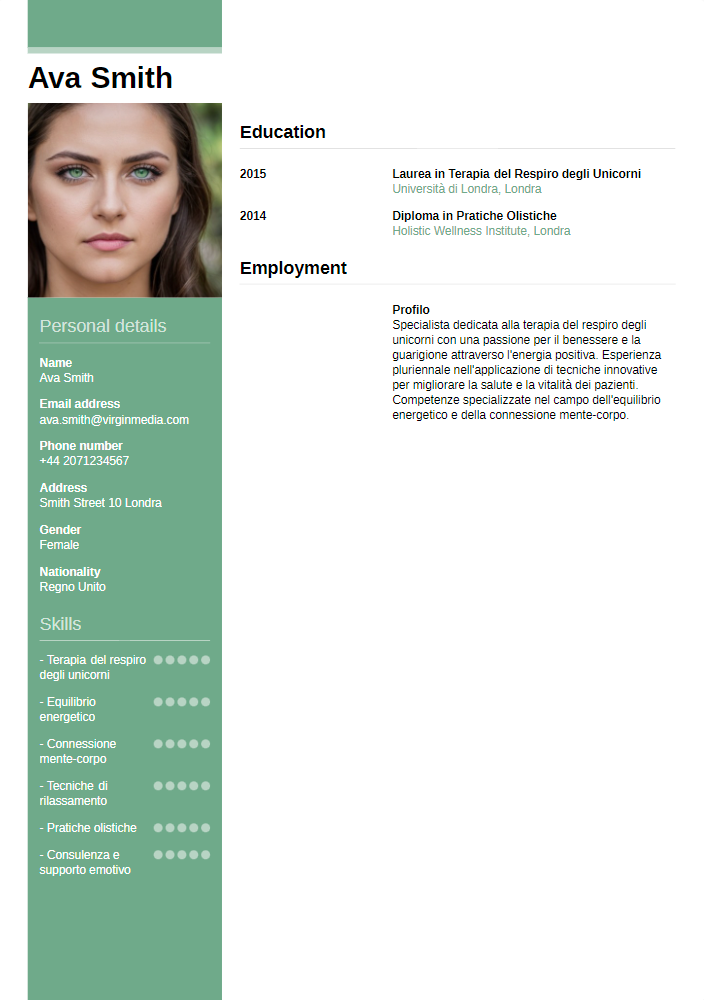 Ava Smith
Personal details
Name
Ava Smith
Email address
ava.smith@virginmedia.com
Phone number
+44 2071234567
Address
Smith Street 10 Londra
Gender
Female
Nationality
Regno Unito
Skills
- Terapia del respiro
degli unicorni
- Equilibrio
energetico
- Connessione
mente-corpo
- Tecniche di
rilassamento
- Pratiche olistiche
- Consulenza e
supporto emotivo
Education
2015
Laurea in Terapia del Respiro degli Unicorni
Università di Londra, Londra
2014
Diploma in Pratiche Olistiche
Holistic Wellness Institute, Londra
Employment
Profilo
Specialista dedicata alla terapia del respiro degli
unicorni con una passione per il benessere e la
guarigione attraverso l'energia positiva. Esperienza
pluriennale nell'applicazione di tecniche innovative
per migliorare la salute e la vitalità dei pazienti.
Competenze specializzate nel campo dell'equilibrio
energetico e della connessione mente-corpo.